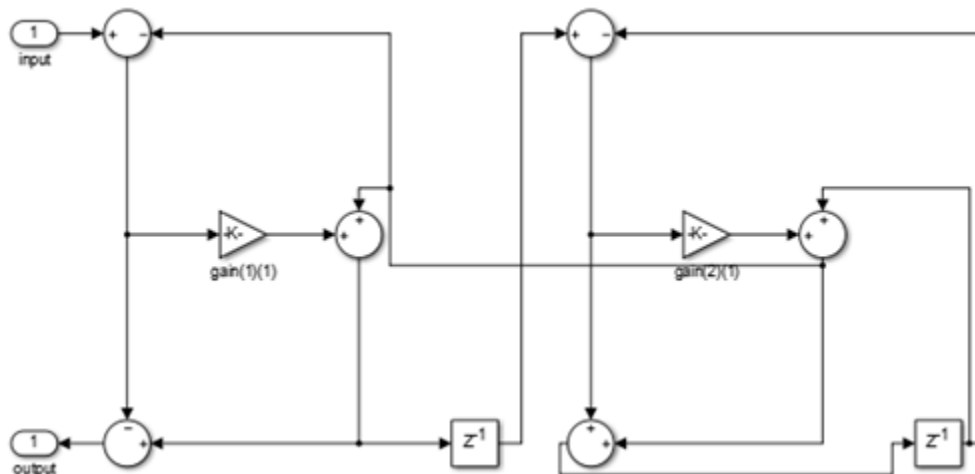 1
input
+ −
+ −
+
-K-
+
gain(1)(1)
+
-K-
+
gain(2)(1)
1
output
−
+
z-1
+
+
z-1